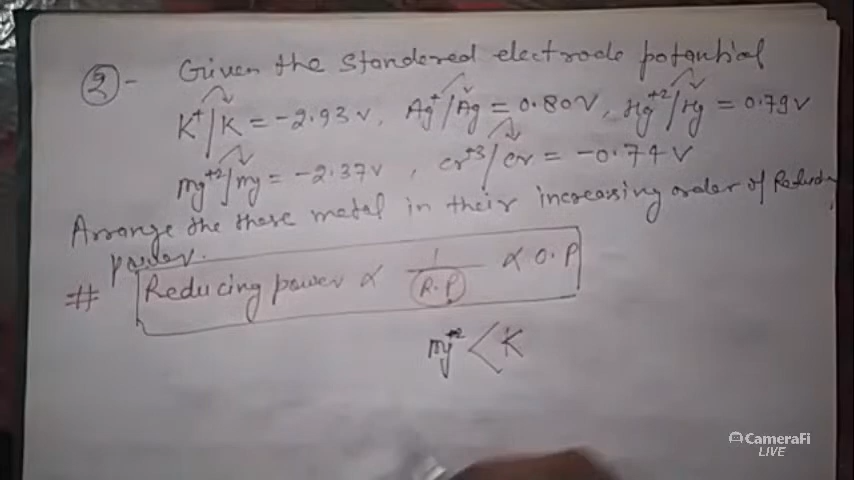 ②- Given the standered electrode potential
K⁺/K = -2.93 v, Ag⁺/Ag = 0.80V, Hg⁺²/Hg = 0.79V
mg⁺²/mg = -2.37V , cr⁺³/cr = -0.74 V
Arrange the these metal in their increasing order of Reducing
power.
# Reducing power ∝ 1/R.P ∝ O.P
mg⁺² < K
CameraFi
LIVE